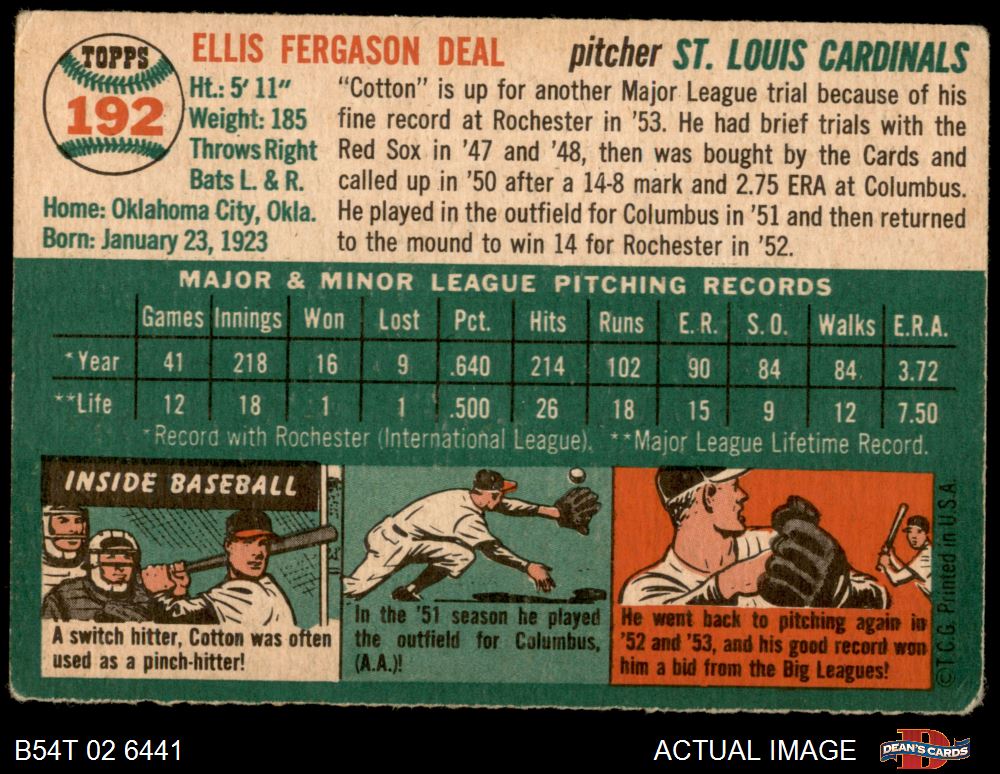 TOPPS
192
ELLIS FERGASON DEAL pitcher ST. LOUIS CARDINALS
Ht.: 5' 11"
Weight: 185
Throws Right
Bats L. & R.
Home: Oklahoma City, Okla.
Born: January 23, 1923
"Cotton" is up for another Major League trial because of his
fine record at Rochester in '53. He had brief trials with the
Red Sox in '47 and '48, then was bought by the Cards and
called up in '50 after a 14-8 mark and 2.75 ERA at Columbus.
He played in the outfield for Columbus in '51 and then returned
to the mound to win 14 for Rochester in '52.
MAJOR & MINOR LEAGUE PITCHING RECORDS
Games Innings Won Lost Pct. Hits Runs E. R. S. O. Walks E.R.A.
*Year 41 218 16 9 .640 214 102 90 84 84 3.72
**Life 12 18 1 1 .500 26 18 15 9 12 7.50
*Record with Rochester (International League). **Major League Lifetime Record.
INSIDE BASEBALL
A switch hitter, Cotton was often
used as a pinch-hitter!
In the '51 season he played
the outfield for Columbus,
(A.A.)!
He went back to pitching again in
'52 and '53, and his good record won
him a bid from the Big Leagues!
©T.C.G. Printed in U.S.A.
B54T 02 6441
ACTUAL IMAGE
DEAN'S CARDS